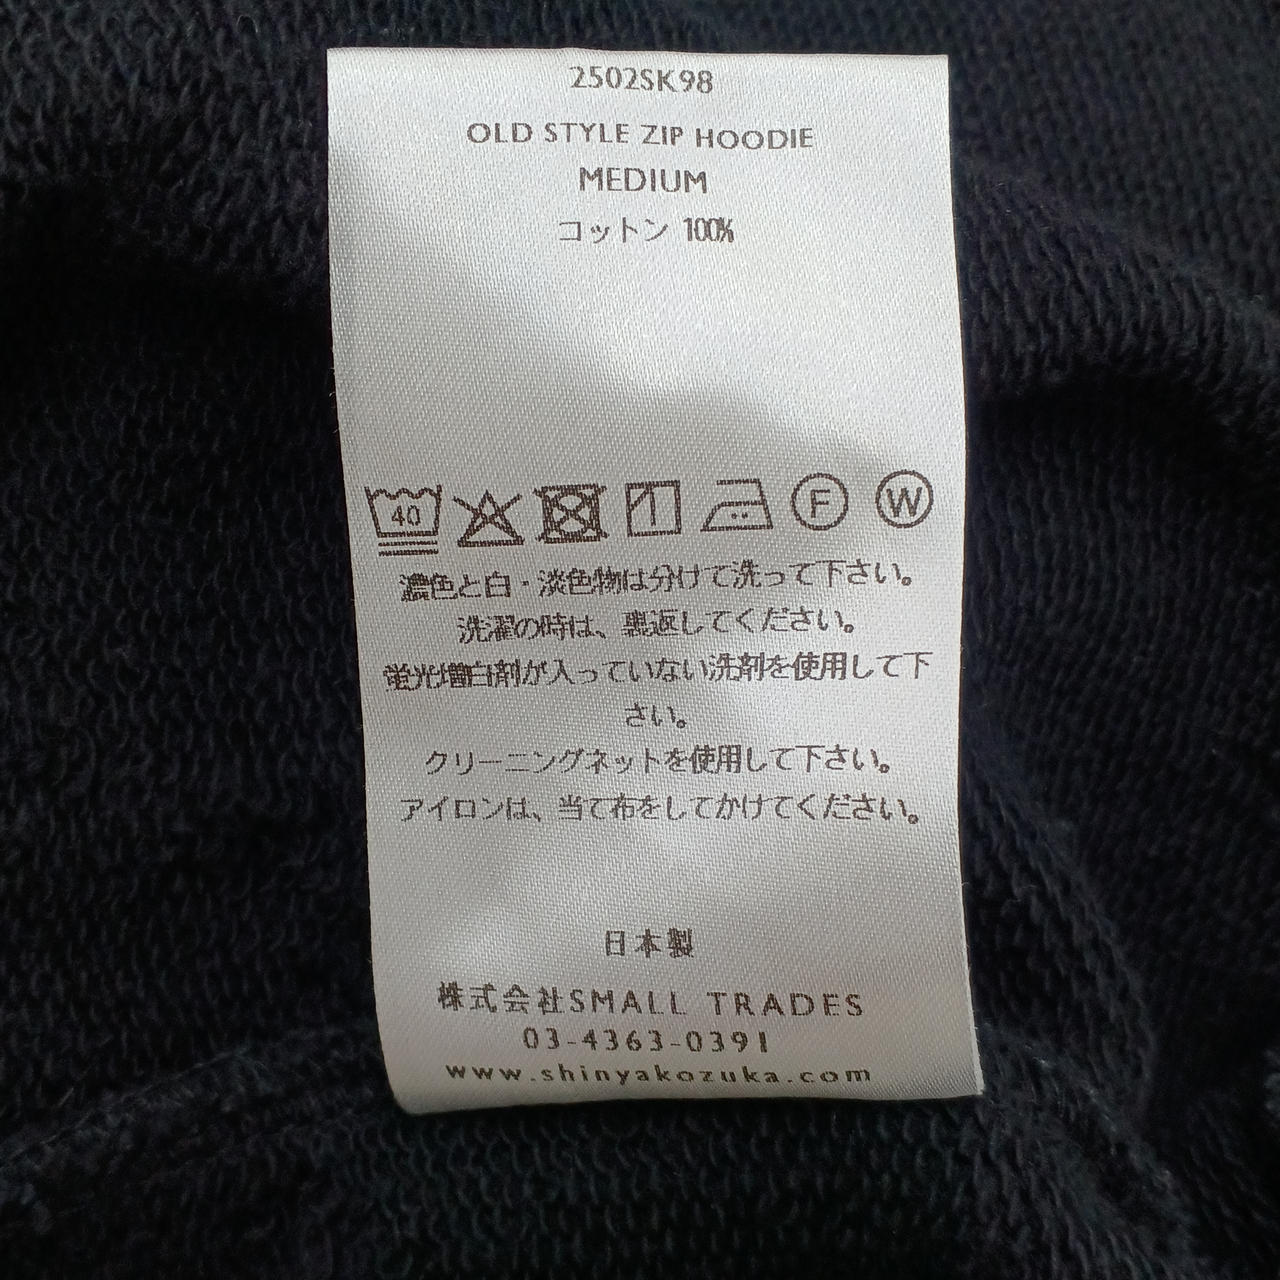 2502SK98
OLD STYLE ZIP HOODIE
MEDIUM
コットン 100%
40 F W
濃色と白・淡色物は分けて洗って下さい。
洗濯の時は、裏返してください。
蛍光増白剤が入っていない洗剤を使用して下
さい。
クリーニングネットを使用して下さい。
アイロンは、当て布をしてかけてください。
日本製
株式会社SMALL TRADES
03-4363-0391
www.shinyakozuka.com